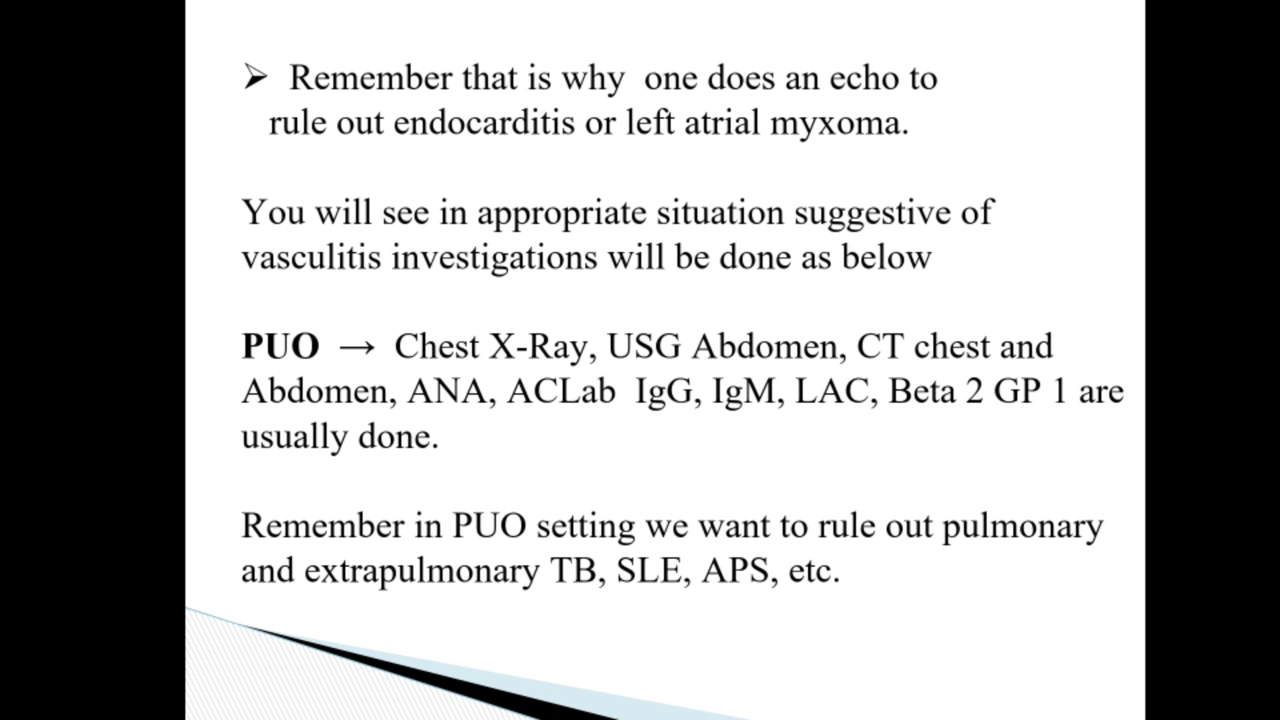 ➢ Remember that is why one does an echo to
rule out endocarditis or left atrial myxoma.
You will see in appropriate situation suggestive of
vasculitis investigations will be done as below
PUO → Chest X-Ray, USG Abdomen, CT chest and
Abdomen, ANA, ACLab IgG, IgM, LAC, Beta 2 GP 1 are
usually done.
Remember in PUO setting we want to rule out pulmonary
and extrapulmonary TB, SLE, APS, etc.